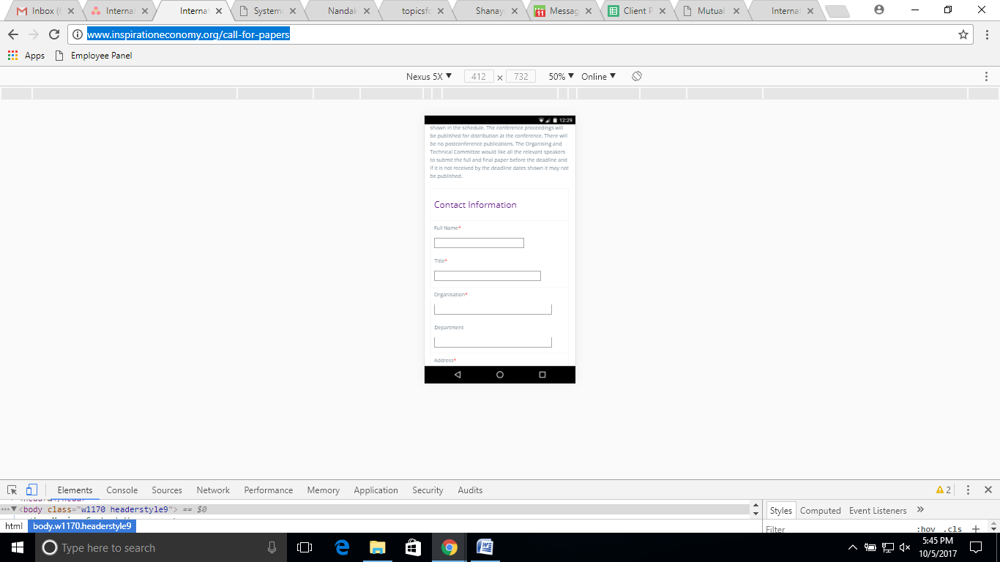 Inbox (
Internat
Internat
Systema
Nandak
topicsfo
Shanay
11
Messag
Client P
Mutual
Internat
www.inspirationeconomy.org/call-for-papers
Apps
Employee Panel
Nexus 5X ▼ 412 × 732 50% ▼ Online ▼
12:29
shown in the schedule. The conference proceedings will
be published for distribution at the conference. There will
be no postconference publications. The Organising and
Technical Committee would like all the relevant speakers
to submit the full and final paper before the deadline and
if it is not received by the deadline dates shown it may not
be published.
Contact Information
Full Name*
Title*
Organisation*
Department
Address*
Elements Console Sources Network Performance Memory Application Security Audits
2
<body class="w1170 headerstyle9"> == $0
html body.w1170.headerstyle9
Styles Computed Event Listeners »
Filter :hov .cls +
Type here to search
5:45 PM
10/5/2017